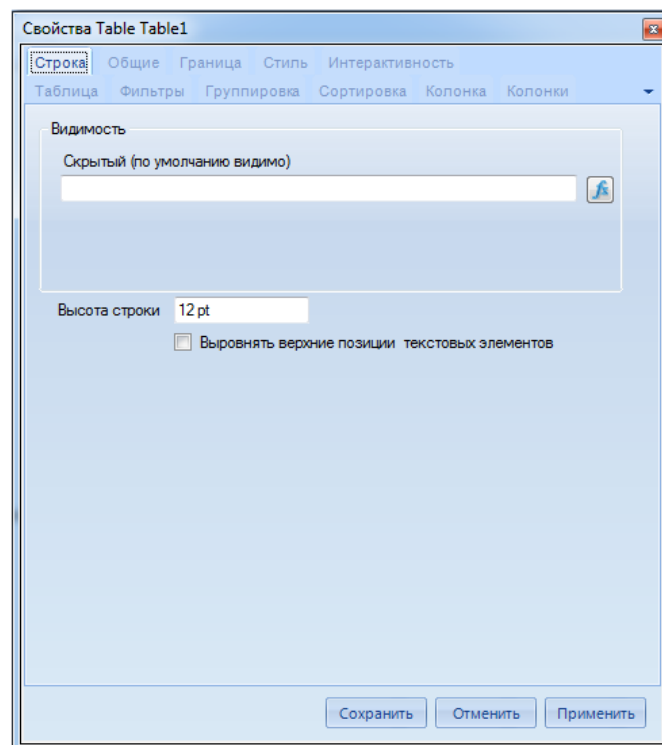 Свойства Table Table1
Строка Общие Граница Стиль Интерактивность
Таблица Фильтры Группировка Сортировка Колонка Колонки
Видимость
Скрытый (по умолчанию видимо)
fx
Высота строки 12 pt
Выровнять верхние позиции текстовых элементов
Сохранить Отменить Применить